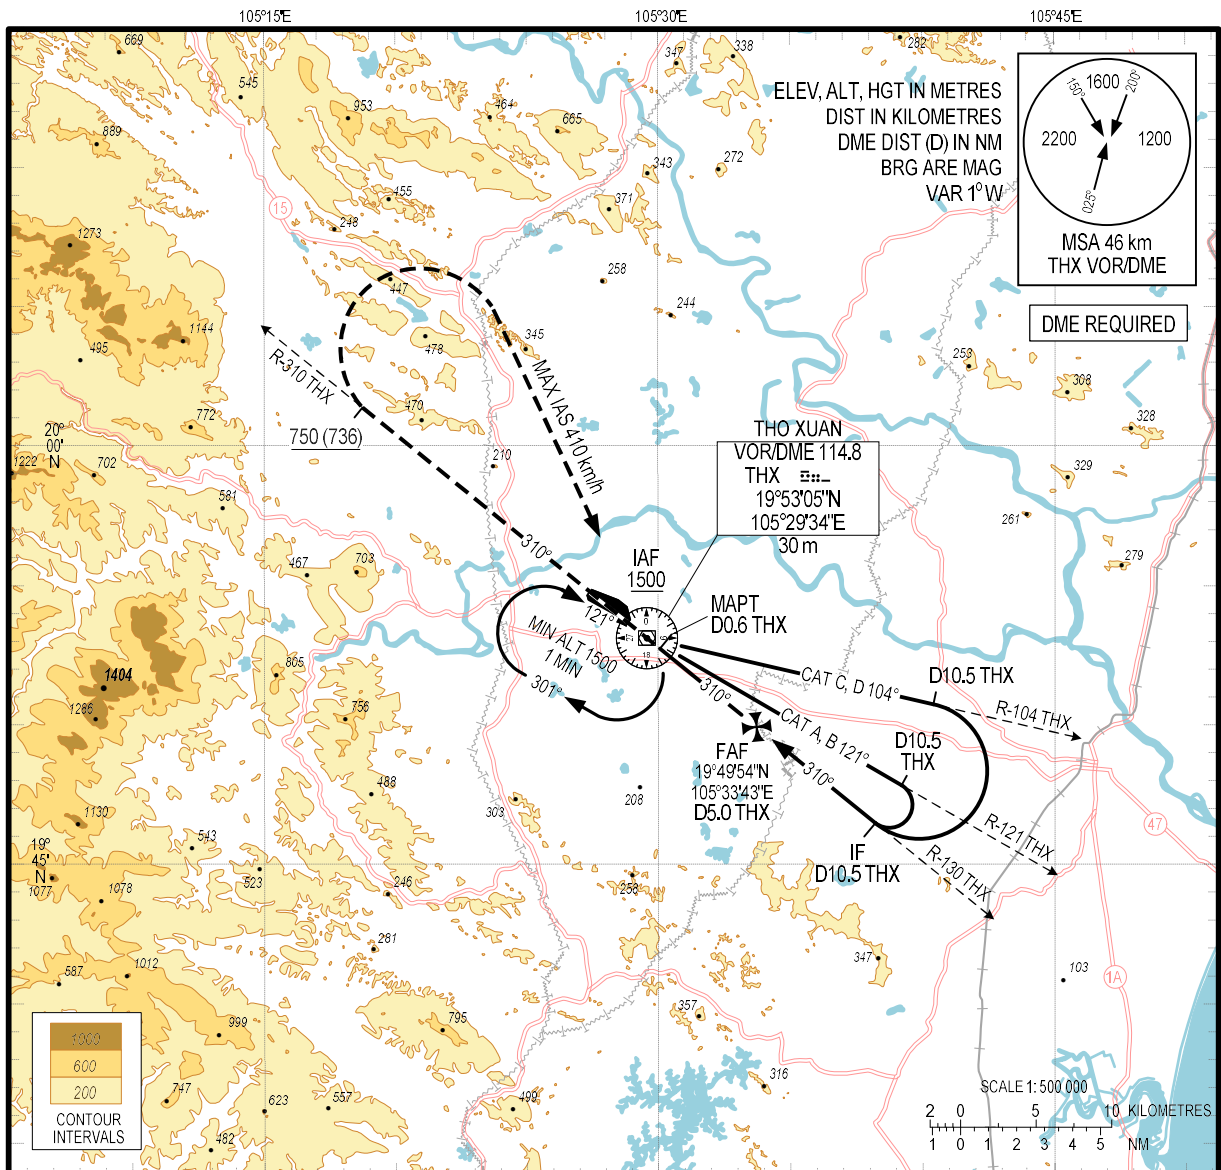 105°15'E
105°30'E
105°45'E
669
545
953
464
665
889
347
338
282
343
272
371
455
248
15
ELEV, ALT, HGT IN METRES
DIST IN KILOMETRES
DME DIST (D) IN NM
BRG ARE MAG
VAR 1° W
150°
1600
200°
2200
1200
025°
MSA 46 km
THX VOR/DME
DME REQUIRED
1273
1144
495
447
478
345
258
244
253
308
328
329
261
279
R-310 THX
750 (736)
MAX IAS 410 km/h
470
772
20°
00'
N
1222
702
581
210
467
703
THO XUAN
VOR/DME 114.8
THX
19°53'05"N
105°29'34"E
30 m
310°
IAF
1500
MAPT
D0.6 THX
121°
MIN ALT 1500
1 MIN
301°
0
9
18
27
310°
CAT C, D 104°
D10.5 THX
R-104 THX
CAT A, B 121°
D10.5
THX
FAF
19°49'54"N
105°33'43"E
D5.0 THX
310°
IF
D10.5 THX
R-121 THX
R-130 THX
47
1404
1286
805
756
488
303
208
1130
543
19°
45'
N
1077
1078
523
246
258
281
347
103
1A
587
1012
999
795
357
316
747
623
557
499
482
1000
600
200
CONTOUR
INTERVALS
SCALE 1: 500 000
2 0 5 10 KILOMETRES
1 0 1 2 3 4 5 NM